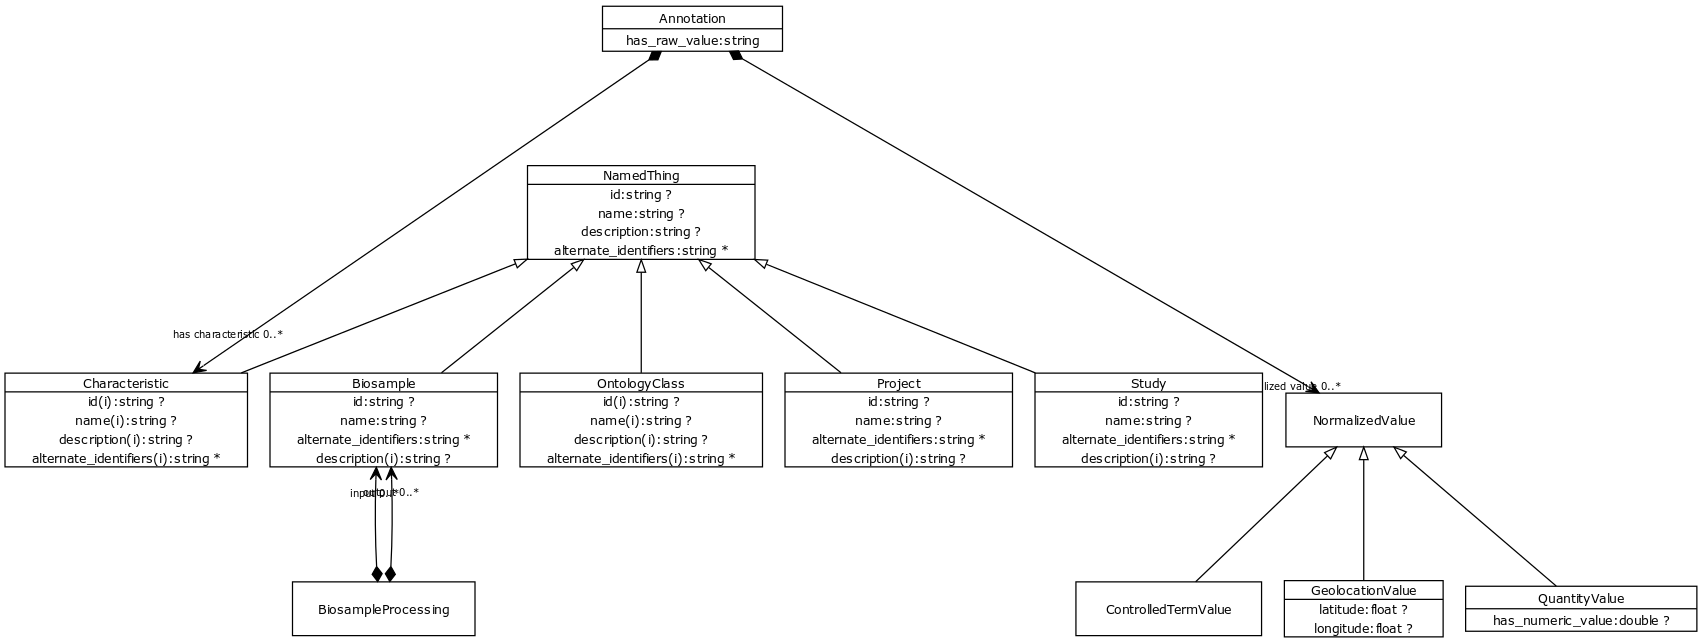 Annotation
has_raw_value:string
NamedThing
id:string ?
name:string ?
description:string ?
alternate_identifiers:string *
has characteristic 0..*
lized value 0..*
Characteristic
id(i):string ?
name(i):string ?
description(i):string ?
alternate_identifiers(i):string *
Biosample
id:string ?
name:string ?
alternate_identifiers:string *
description(i):string ?
OntologyClass
id(i):string ?
name(i):string ?
description(i):string ?
alternate_identifiers(i):string *
Project
id:string ?
name:string ?
alternate_identifiers:string *
description(i):string ?
Study
id:string ?
name:string ?
alternate_identifiers:string *
description(i):string ?
NormalizedValue
input 0..*
output 0..*
BiosampleProcessing
ControlledTermValue
GeolocationValue
latitude:float ?
longitude:float ?
QuantityValue
has_numeric_value:double ?